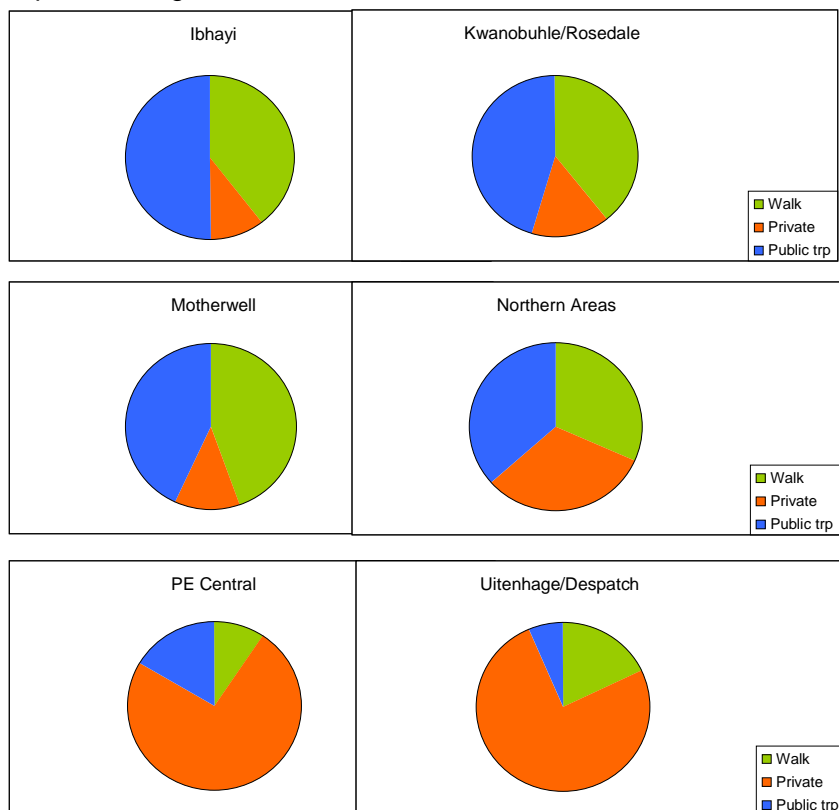 Ibhayi
Kwanobuhle/Rosedale
Walk
Private
Public trp
Motherwell
Northern Areas
Walk
Private
Public trp
PE Central
Uitenhage/Despatch
Walk
Private
Public trp